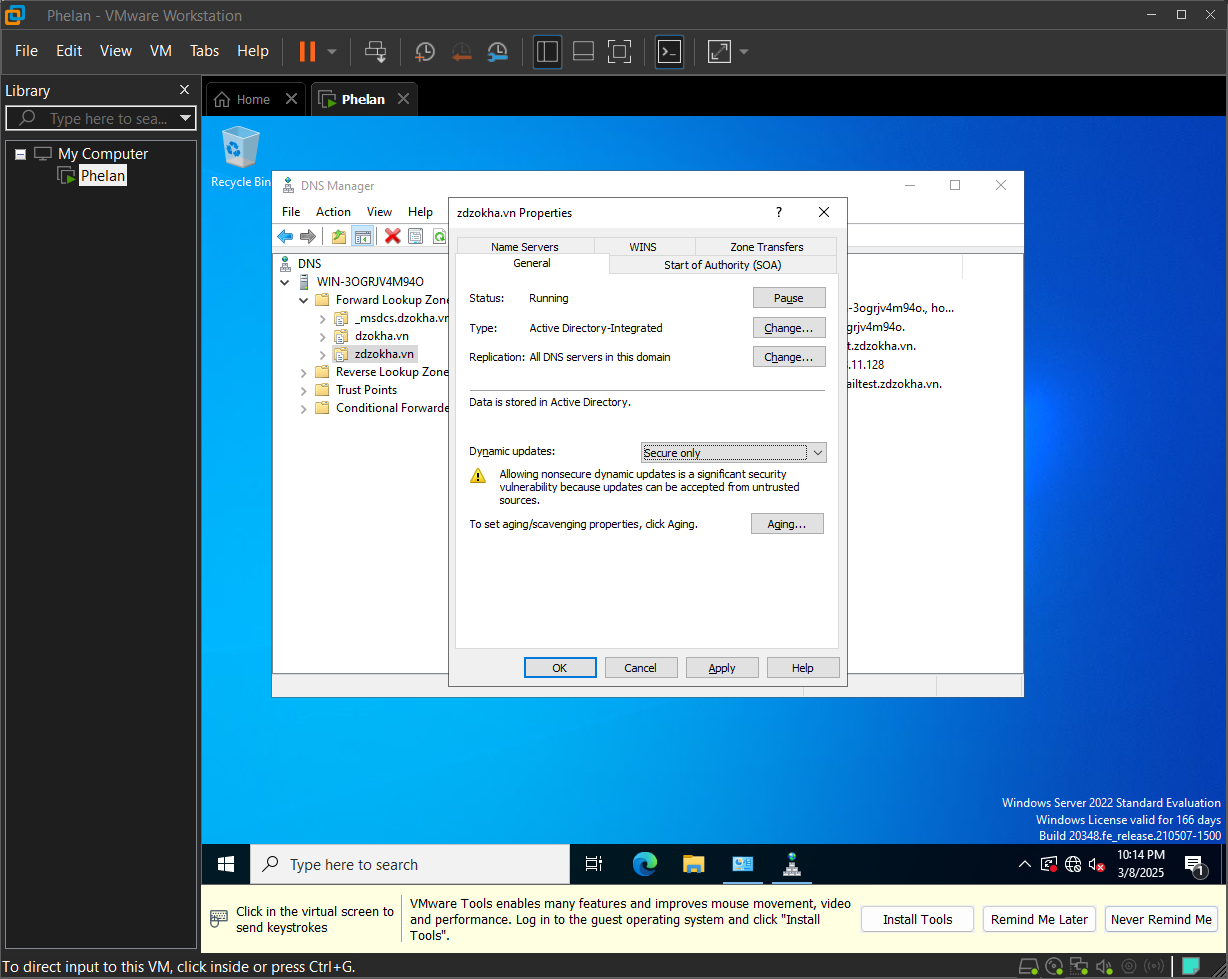 Phelan - VMware Workstation
File Edit View VM Tabs Help
Library
Type here to sea...
My Computer
Phelan
Home
Phelan
Recycle Bin
DNS Manager
File Action View Help
DNS
WIN-3OGRJV4M94O
Forward Lookup Zone
_msdcs.dzokha.vn
dzokha.vn
zdzokha.vn
Reverse Lookup Zone
Trust Points
Conditional Forwarde
-3ogrjv4m94o., ho...
grjv4m94o.
t.zdzokha.vn.
.11.128
ailtest.zdzokha.vn.
zdzokha.vn Properties
?
Name Servers WINS Zone Transfers
General Start of Authority (SOA)
Status: Running Pause
Type: Active Directory-Integrated Change...
Replication: All DNS servers in this domain Change...
Data is stored in Active Directory.
Dynamic updates: Secure only
Allowing nonsecure dynamic updates is a significant security
vulnerability because updates can be accepted from untrusted
sources.
To set aging/scavenging properties, click Aging. Aging...
OK Cancel Apply Help
Windows Server 2022 Standard Evaluation
Windows License valid for 166 days
Build 20348.fe_release.210507-1500
Type here to search
10:14 PM
3/8/2025
1
Click in the virtual screen to
send keystrokes
VMware Tools enables many features and improves mouse movement, video
and performance. Log in to the guest operating system and click "Install
Tools".
Install Tools Remind Me Later Never Remind Me
To direct input to this VM, click inside or press Ctrl+G.